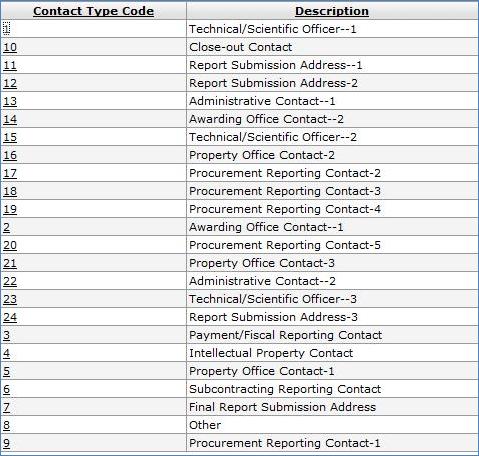 Contact Type Code Description
1 Technical/Scientific Officer--1
10 Close-out Contact
11 Report Submission Address--1
12 Report Submission Address-2
13 Administrative Contact--1
14 Awarding Office Contact--2
15 Technical/Scientific Officer--2
16 Property Office Contact-2
17 Procurement Reporting Contact-2
18 Procurement Reporting Contact-3
19 Procurement Reporting Contact-4
2 Awarding Office Contact--1
20 Procurement Reporting Contact-5
21 Property Office Contact-3
22 Administrative Contact--2
23 Technical/Scientific Officer--3
24 Report Submission Address-3
3 Payment/Fiscal Reporting Contact
4 Intellectual Property Contact
5 Property Office Contact-1
6 Subcontracting Reporting Contact
7 Final Report Submission Address
8 Other
9 Procurement Reporting Contact-1